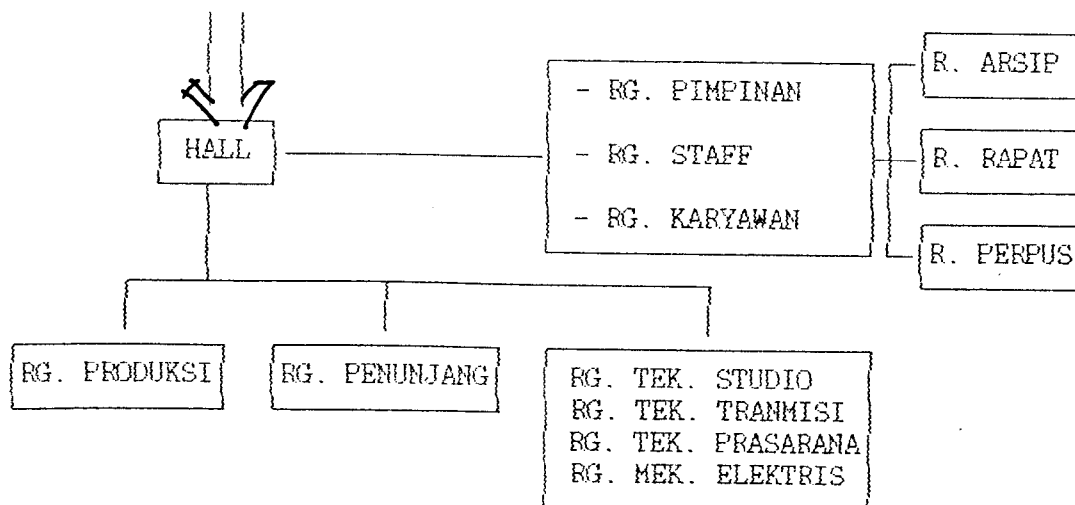 HALL
- RG. PIMPINAN
- RG. STAFF
- RG. KARYAWAN
R. ARSIP
R. RAPAT
R. PERPUS
RG. PRODUKSI
RG. PENUNJANG
RG. TEK. STUDIO
RG. TEK. TRANMISI
RG. TEK. PRASARANA
RG. MEK. ELEKTRIS